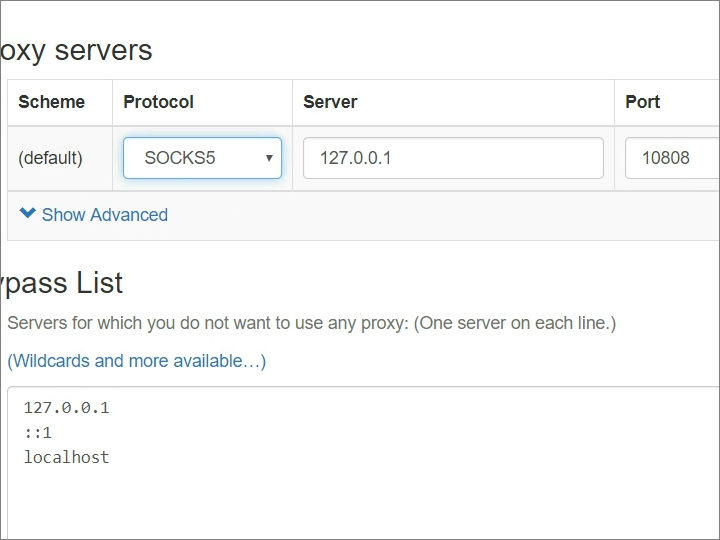 oxy servers
Scheme Protocol Server Port
(default) SOCKS5 127.0.0.1 10808
Show Advanced
ypass List
Servers for which you do not want to use any proxy: (One server on each line.)
(Wildcards and more available…)
127.0.0.1
::1
localhost